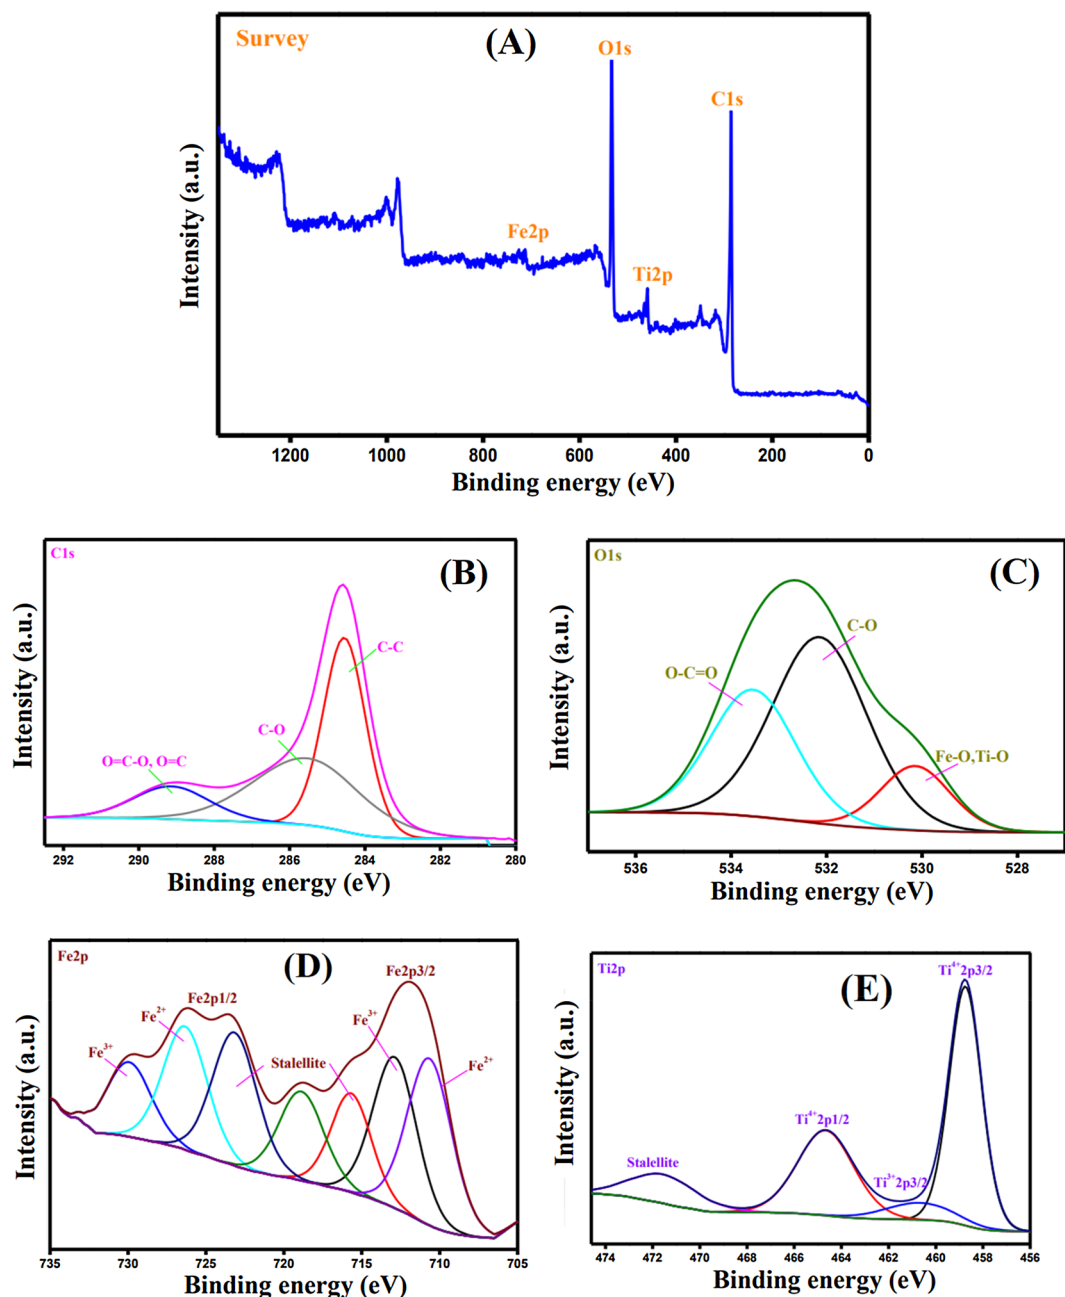 Survey
(A)
O1s
C1s
Fe2p
Ti2p
Intensity (a.u.)
1200 1000 800 600 400 200 0
Binding energy (eV)
C1s
(B)
C-C
C-O
O=C-O, O=C
Intensity (a.u.)
292 290 288 286 284 282 280
Binding energy (eV)
O1s
(C)
C-O
O-C=O
Fe-O,Ti-O
Intensity (a.u.)
536 534 532 530 528
Binding energy (eV)
Fe2p
(D)
Fe2p3/2
Fe2p1/2
Fe²⁺
Fe³⁺
Fe³⁺
Stalellite
Fe²⁺
Intensity (a.u.)
735 730 725 720 715 710 705
Binding energy (eV)
Ti2p
(E)
Ti⁴⁺2p3/2
Ti⁴⁺2p1/2
Stalellite
Ti³⁺2p3/2
Intensity (a.u.)
474 472 470 468 466 464 462 460 458 456
Binding energy (eV)